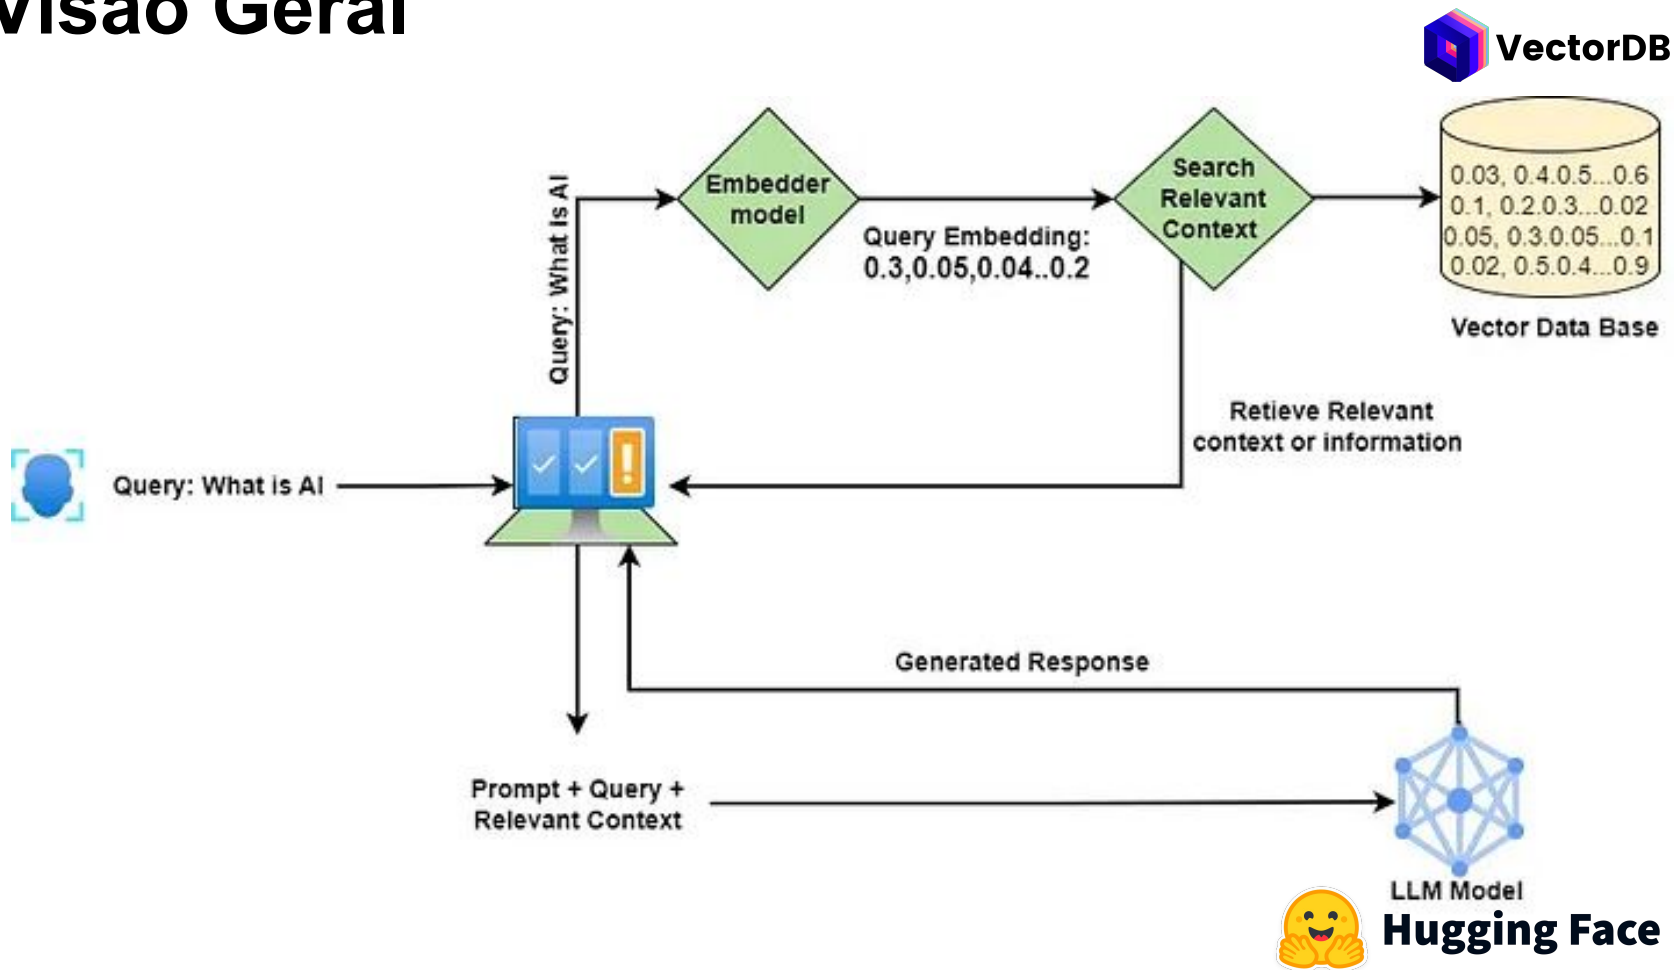 Visão Geral
VectorDB
Embedder
model
Search
Relevant
Context
0.03, 0.4.0.5...0.6
0.1, 0.2.0.3...0.02
0.05, 0.3.0.05...0.1
0.02, 0.5.0.4...0.9
Vector Data Base
Query: What is AI
Query Embedding:
0.3,0.05,0.04..0.2
Retieve Relevant
context or information
Query: What is AI
Generated Response
Prompt + Query +
Relevant Context
LLM Model
Hugging Face